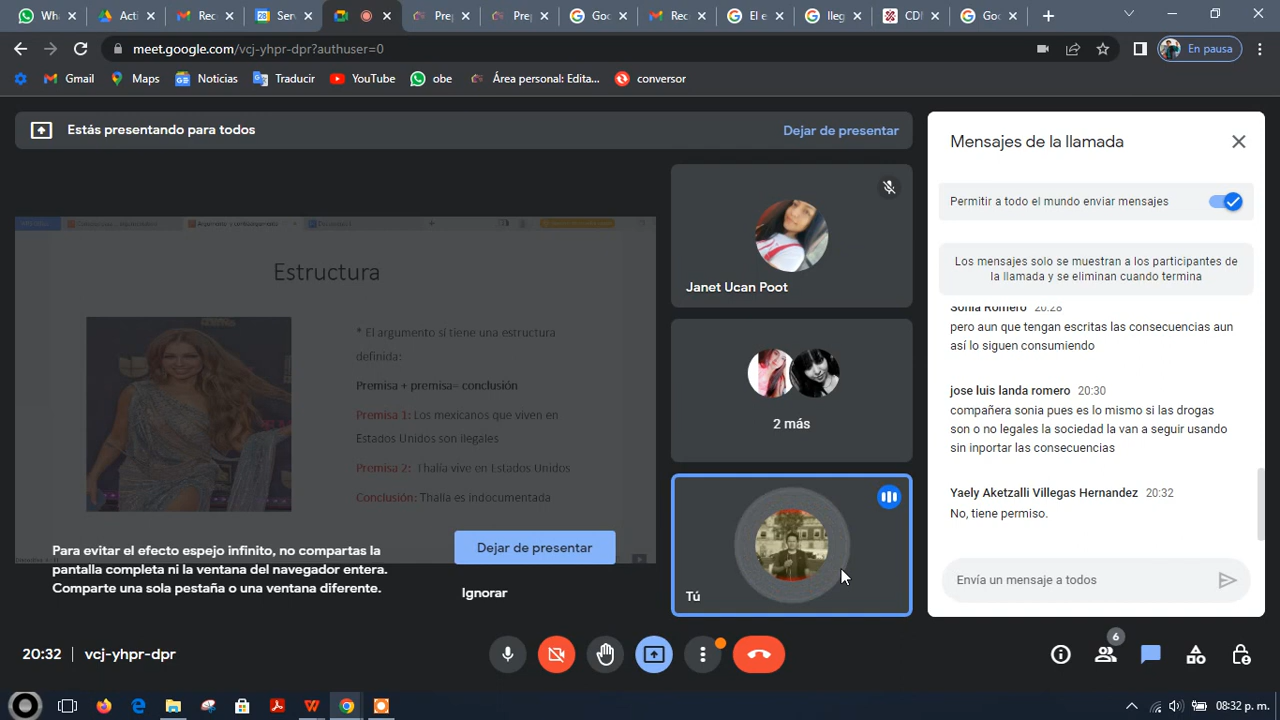 Wha
Acti
Rec
Serv
Prep
Prep
Goo
Rec
El e
ileg
CDI
Goo
meet.google.com/vcj-yhpr-dpr?authuser=0
En pausa
Gmail
Maps
Noticias
Traducir
YouTube
obe
Área personal: Edita...
conversor
Estás presentando para todos
Dejar de presentar
Estructura
* El argumento sí tiene una estructura
definida:
Premisa + premisa= conclusión
Premisa 1: Los mexicanos que viven en
Estados Unidos son ilegales
Premisa 2: Thalía vive en Estados Unidos
Conclusión: Thalía es indocumentada
Para evitar el efecto espejo infinito, no compartas la
pantalla completa ni la ventana del navegador entera.
Comparte una sola pestaña o una ventana diferente.
Dejar de presentar
Ignorar
Janet Ucan Poot
2 más
Tú
Mensajes de la llamada
Permitir a todo el mundo enviar mensajes
Los mensajes solo se muestran a los participantes de
la llamada y se eliminan cuando termina
Sonia Romero 20:28
pero aun que tengan escritas las consecuencias aun
así lo siguen consumiendo
jose luis landa romero 20:30
compañera sonia pues es lo mismo si las drogas
son o no legales la sociedad la van a seguir usando
sin inportar las consecuencias
Yaely Aketzalli Villegas Hernandez 20:32
No, tiene permiso.
Envía un mensaje a todos
20:32 | vcj-yhpr-dpr
6
08:32 p. m.